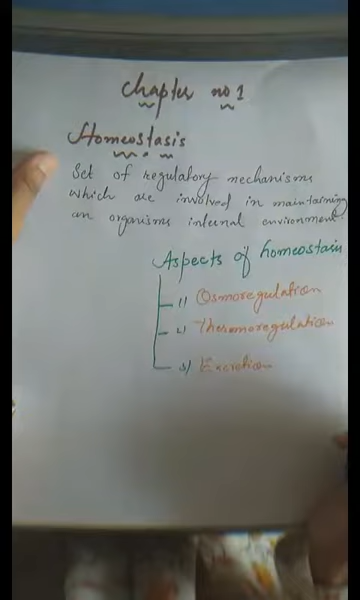 Chapter no 1
Homeostasis
Set of regulatory mechanisms
which are involved in maintaining
an organisms internal environment.
Aspects of homeostasis
1) Osmoregulation
2) Thermoregulation
3) Excretion